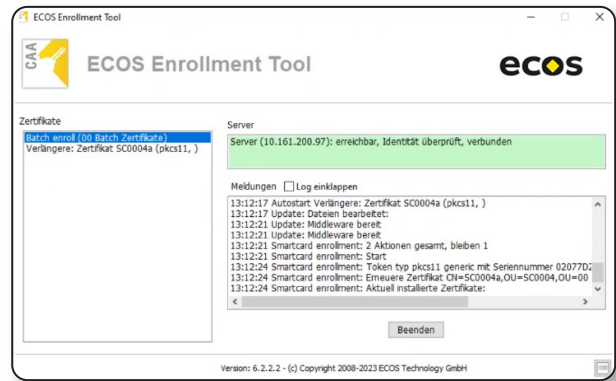 ECOS Enrollment Tool
CAA
ECOS Enrollment Tool
ecos
Zertifikate
Batch enroll (00 Batch Zertifikate)
Verlängere: Zertifikat SC0004a (pkcs11, )
Server
Server (10.161.200.97): erreichbar, Identität überprüft, verbunden
Meldungen
Log einklappen
13:12:17 Autostart Verlängere: Zertifikat SC0004a (pkcs11, )
13:12:17 Update: Dateien bearbeitet:
13:12:21 Update: Middleware bereit
13:12:21 Update: Middleware bereit
13:12:21 Smartcard enrolment: 2 Aktionen gesamt, bleiben 1
13:12:21 Smartcard enrolment: Start
13:12:24 Smartcard enrolment: Token typ pkcs11 generic mit Seriennummer 02077D2
13:12:24 Smartcard enrolment: Erneuere Zertifikat CN=SC0004a,OU=SC0004,OU=00
13:12:24 Smartcard enrolment: Aktuell installierte Zertifikate:
Beenden
Version: 6.2.2.2 - (c) Copyright 2008-2023 ECOS Technology GmbH